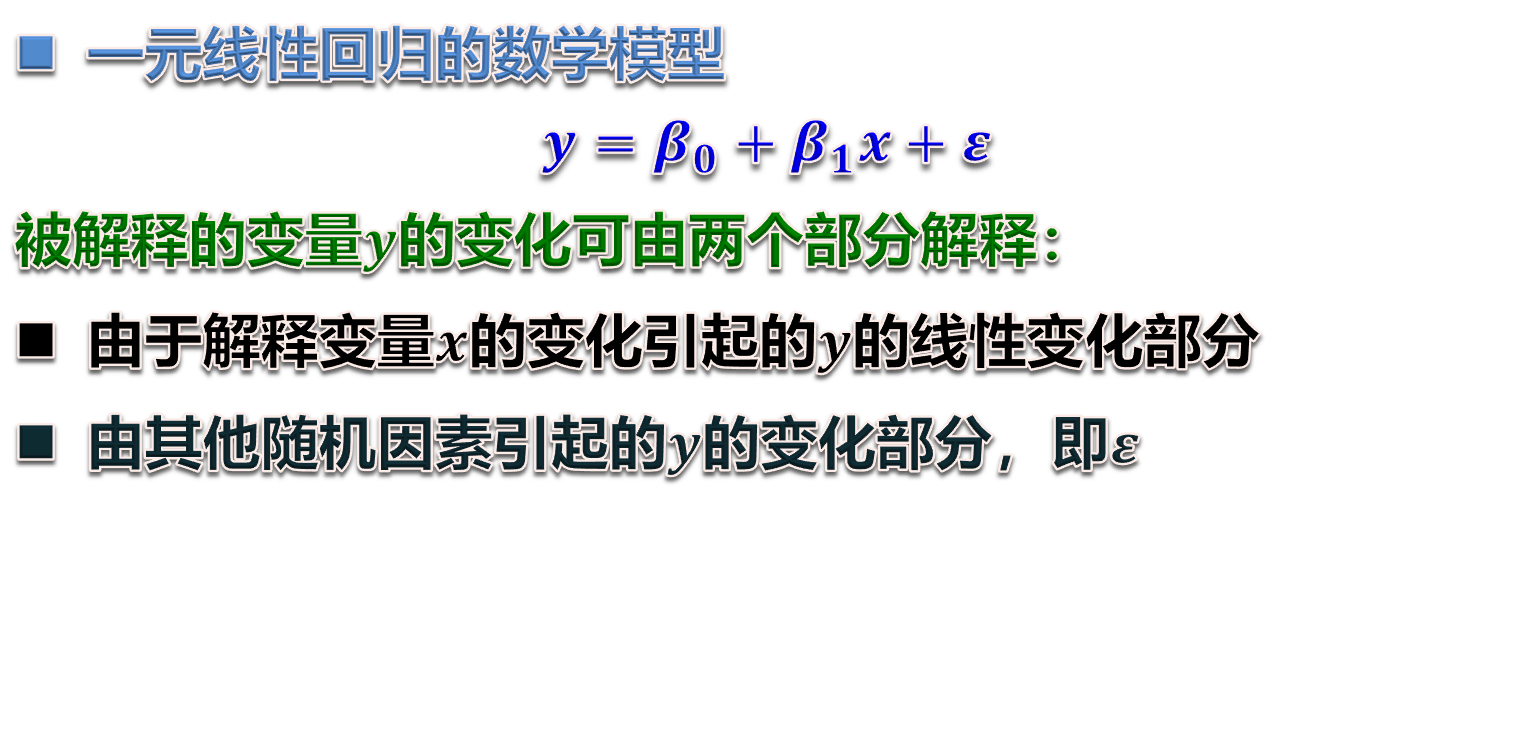 ■ 一元线性回归的数学模型
y = β₀ + β₁x + ε
被解释的变量y的变化可由两个部分解释：
■ 由于解释变量x的变化引起的y的线性变化部分
■ 由其他随机因素引起的y的变化部分，即ε